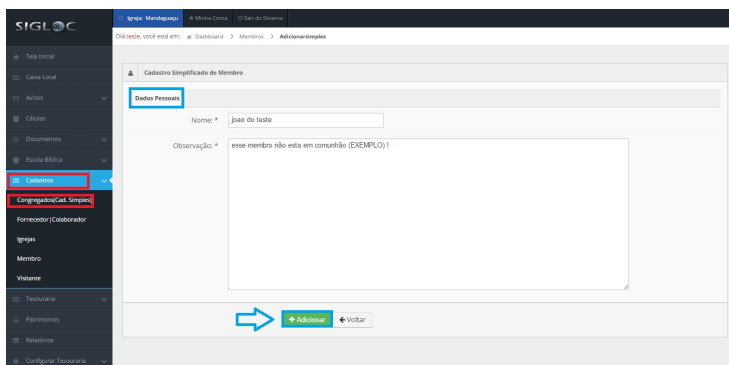 SIGLOC
Igreja: Mandaguaçu
Minha Conta
Sair do Sistema
Olá teste, você está em: Dashboard > Membros > Adicionarsimples
Tela Inicial
Caixa Local
Avisos
Células
Documentos
Escola Bíblica
Cadastros
Congregados(Cad. Simples)
Fornecedor|Colaborador
Igrejas
Membro
Visitante
Tesouraria
Patrimonios
Relatórios
Configurar Tesouraria
Cadastro Simplificado de Membro
Dados Pessoais
Nome: * joao do teste
Observação: * esse membro não esta em comunhão (EXEMPLO) !
+ Adicionar
Voltar